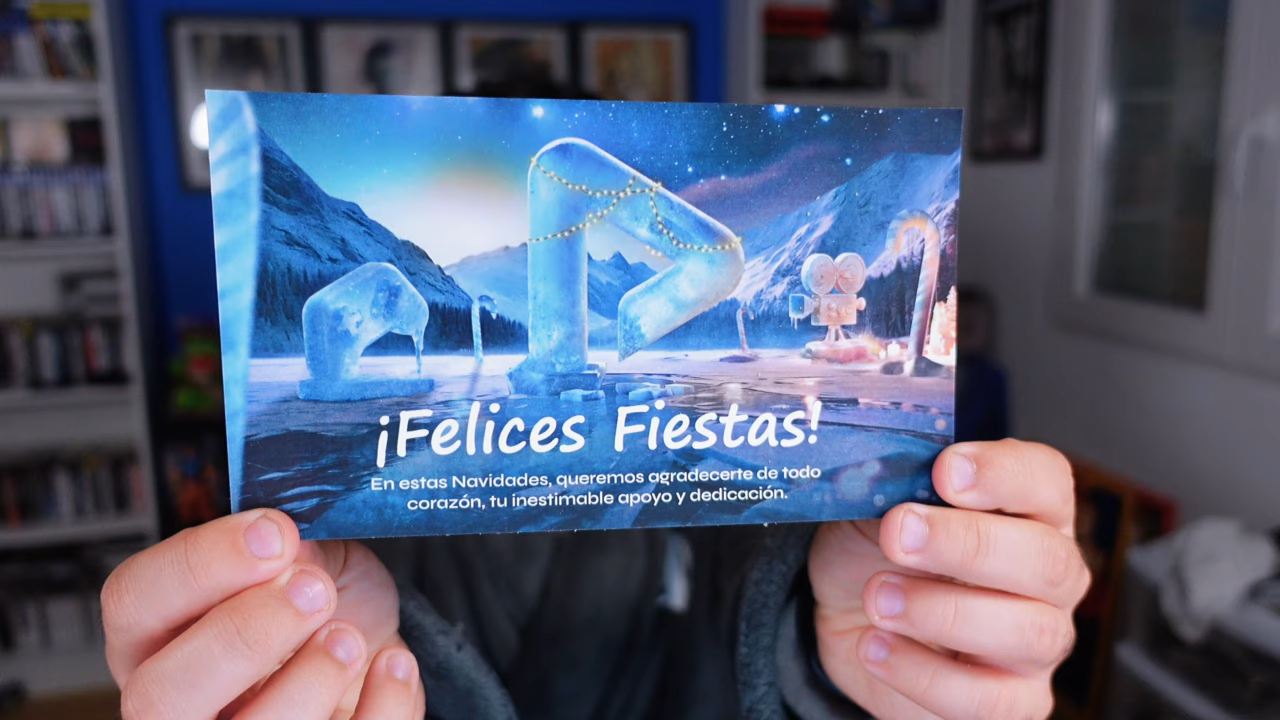 ¡Felices Fiestas!
En estas Navidades, queremos agradecerte de todo
corazón, tu inestimable apoyo y dedicación.